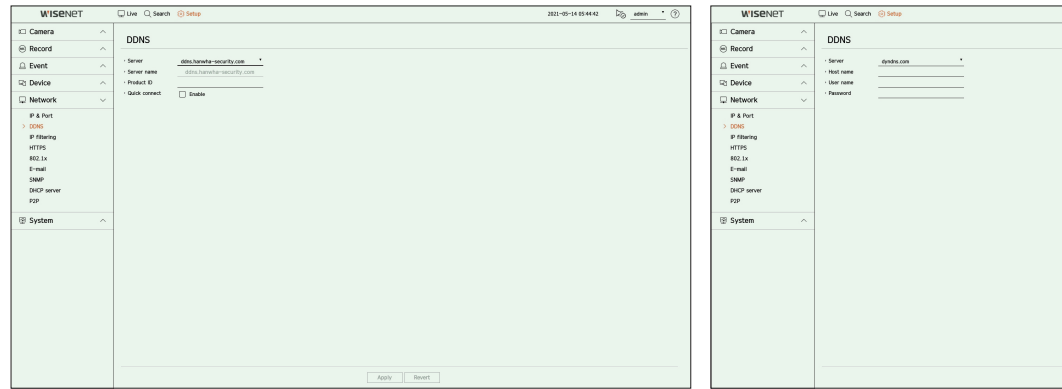 WISENET
Live Search Setup
2021-05-14 05:44:42 admin ?
Camera
Record
Event
Device
Network
IP & Port
> DDNS
IP filtering
HTTPS
802.1x
E-mail
SNMP
DHCP server
P2P
System
DDNS
· Server ddns.hanwha-security.com
· Server name ddns.hanwha-security.com
· Product ID
· Quick connect Enable
Apply Revert
WISENET
Live Search Setup
Camera
Record
Event
Device
Network
IP & Port
> DDNS
IP filtering
HTTPS
802.1x
E-mail
SNMP
DHCP server
P2P
System
DDNS
· Server dyndns.com
· Host name
· User name
· Password